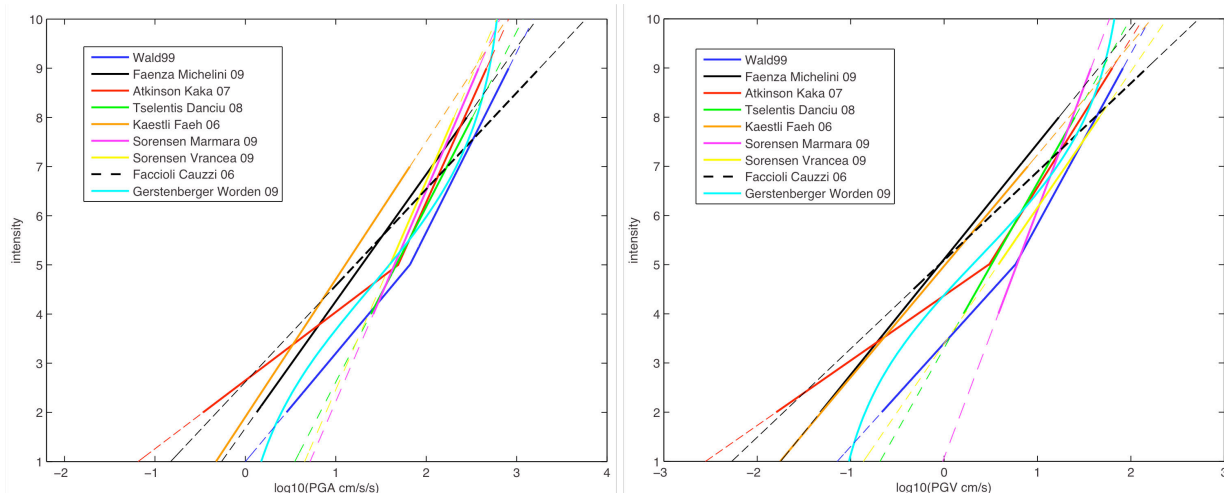 10
9
8
7
6
5
4
3
2
1
intensity
Wald99
Faenza Michelini 09
Atkinson Kaka 07
Tselentis Danciu 08
Kaestli Faeh 06
Sorensen Marmara 09
Sorensen Vrancea 09
Faccioli Cauzzi 06
Gerstenberger Worden 09
-2 -1 0 1 2 3 4
log10(PGA cm/s/s)
10
9
8
7
6
5
4
3
2
1
intensity
Wald99
Faenza Michelini 09
Atkinson Kaka 07
Tselentis Danciu 08
Kaestli Faeh 06
Sorensen Marmara 09
Sorensen Vrancea 09
Faccioli Cauzzi 06
Gerstenberger Worden 09
−3 −2 −1 0 1 2 3
log10(PGV cm/s)